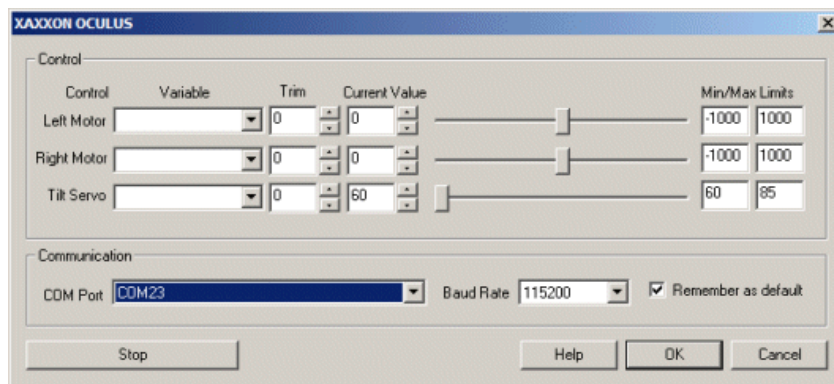 XAXXON OCULUS
Control
Control Variable Trim Current Value Min/Max Limits
Left Motor 0 0 -1000 1000
Right Motor 0 0 -1000 1000
Tilt Servo 0 60 60 85
Communication
COM Port COM23 Baud Rate 115200 Remember as default
Stop Help OK Cancel